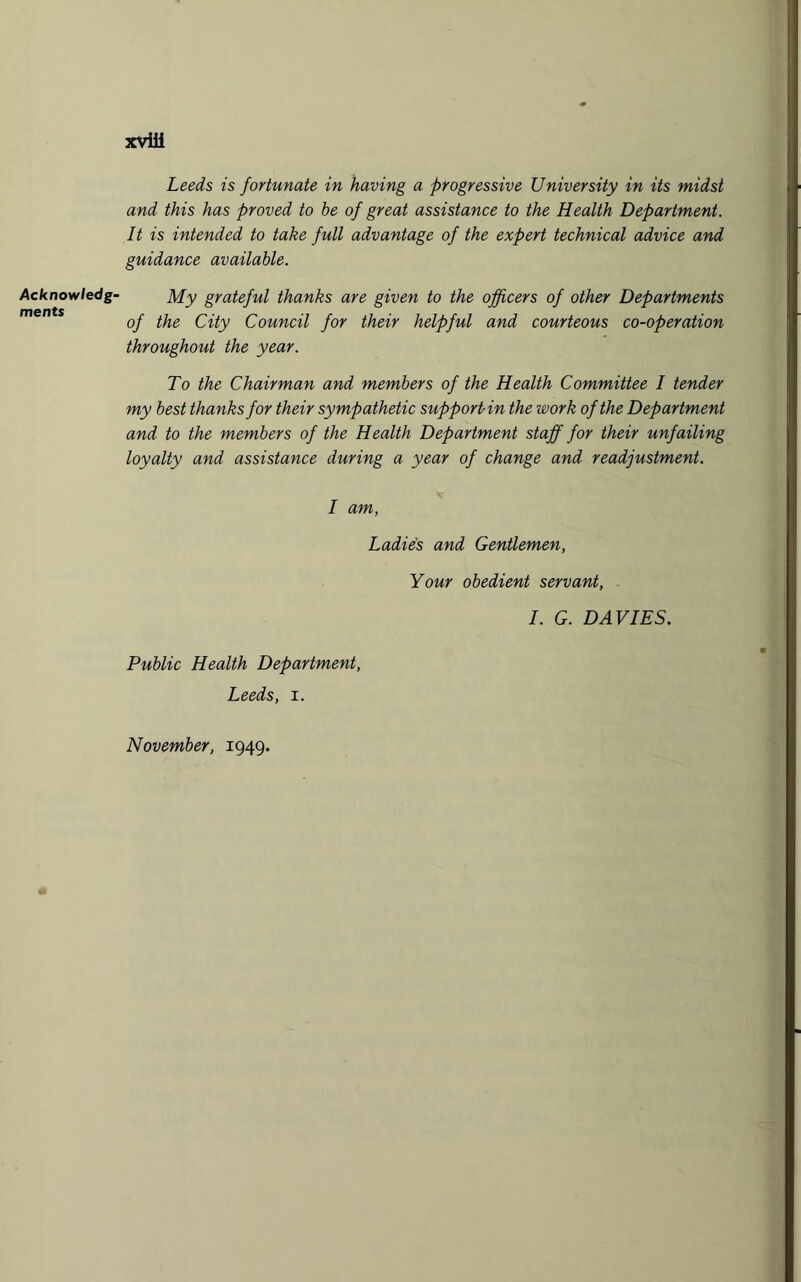 xviii
Leeds is fortunate in having a progressive University in its midst
and this has proved to be of great assistance to the Health Department.
It is intended to take full advantage of the expert technical advice and
guidance available.
Acknowledg-
ments
My grateful thanks are given to the officers of other Departments
of the City Council for their helpful and courteous co-operation
throughout the year.
To the Chairman and members of the Health Committee I tender
my best thanks for their sympathetic support in the work of the Department
and to the members of the Health Department staff for their unfailing
loyalty and assistance during a year of change and readjustment.
I am,
Ladies and Gentlemen,
Your obedient servant,
I. G. DAVIES.
Public Health Department,
Leeds, 1.
November, 1949.